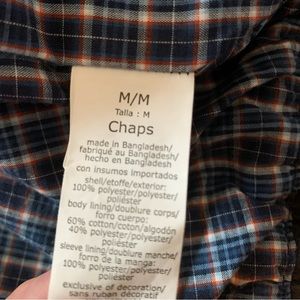 M/M
Talla : M
Chaps
made in Bangladesh/
fabriqué au Bangladesh/
hecho en Bangladesh
con insumos importados
shell/etoffe/exterior:
100% polyester/polyester/
poliéster
body lining/doublure corps/
forro cuerpo:
60% cotton/coton/algodón
40% polyester/polyester/
poliéster
sleeve lining/doublure manche/
forro de la manga:
100% polyester/polyester/
poliéster
exclusive of decoration/
sans ruban décoratif/